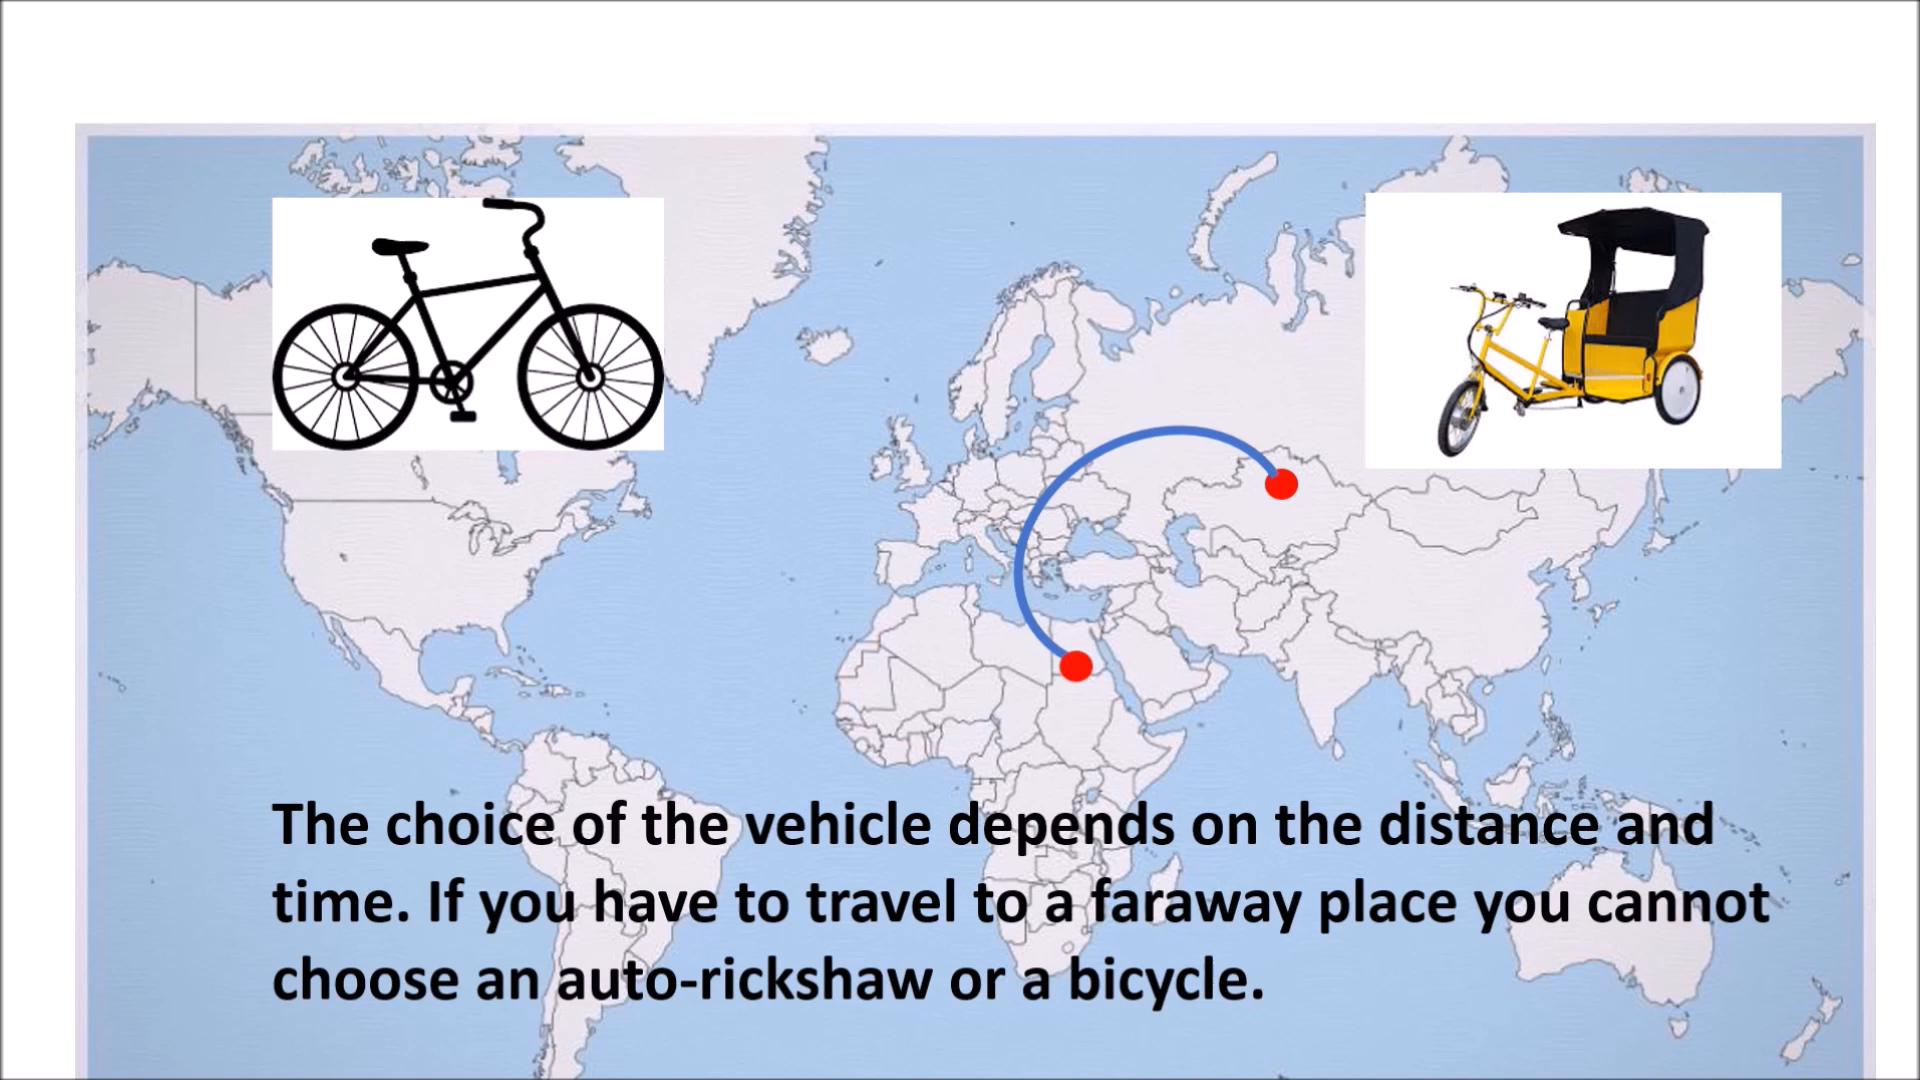 The choice of the vehicle depends on the distance and
time. If you have to travel to a faraway place you cannot
choose an auto-rickshaw or a bicycle.